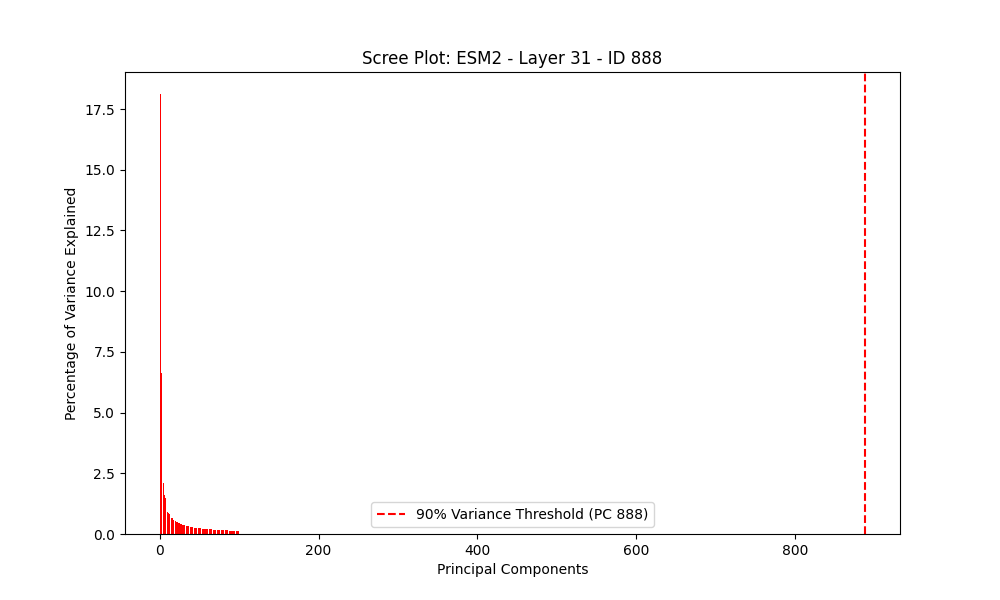 Scree Plot: ESM2 - Layer 31 - ID 888
Percentage of Variance Explained
17.5
15.0
12.5
10.0
7.5
5.0
2.5
0.0
90% Variance Threshold (PC 888)
0 200 400 600 800
Principal Components